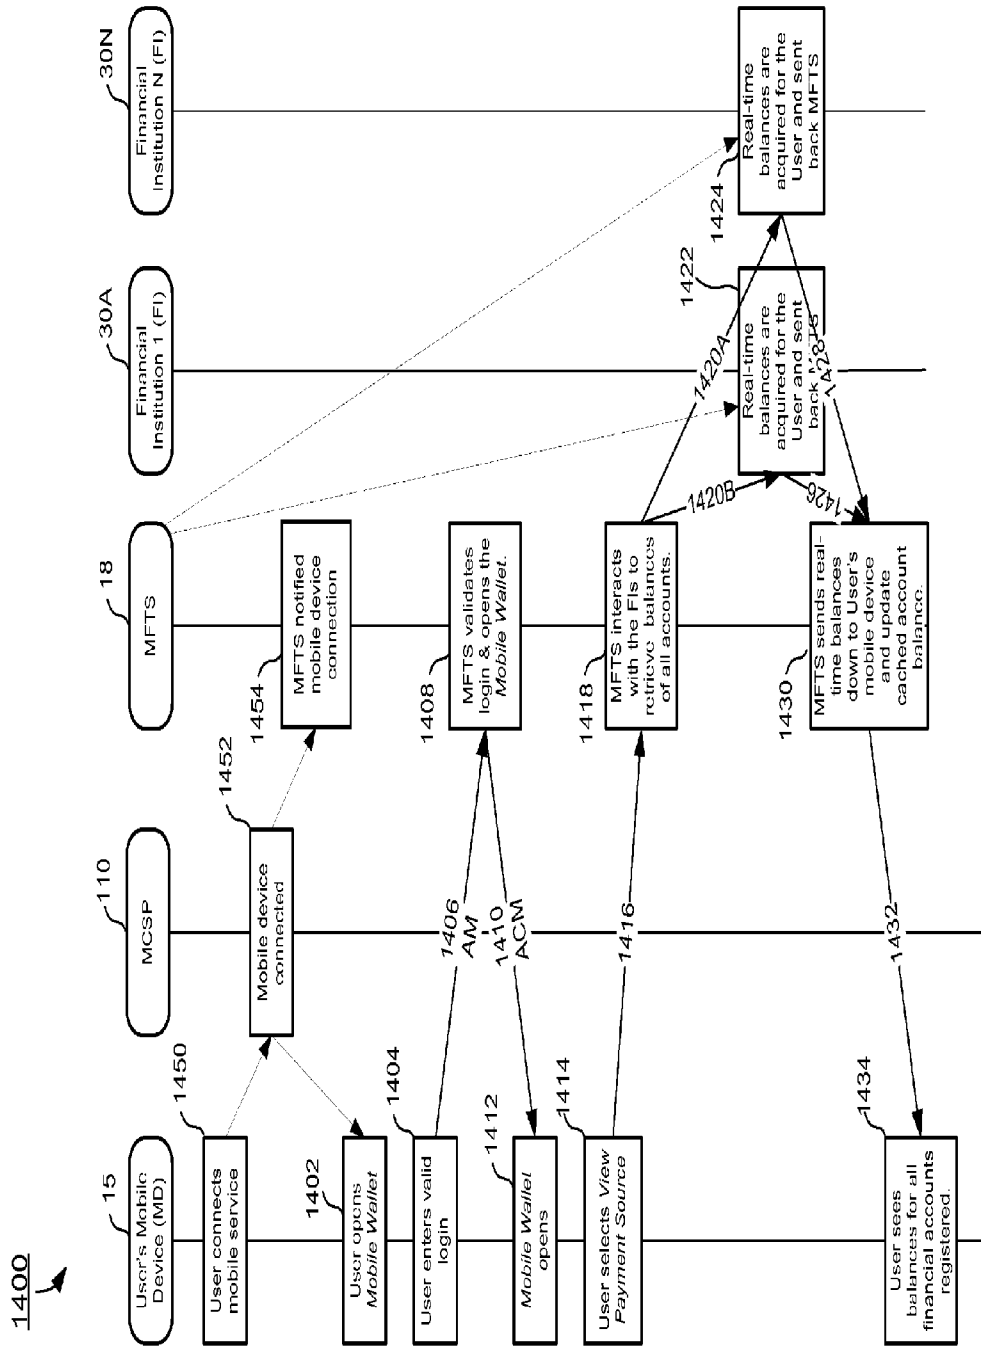 1400
15
User's Mobile
Device (MD)
110
MCSP
18
MFTS
30A
Financial
Institution 1 (FI)
30N
Financial
Institution N (FI)
1450
User connects
mobile service
1452
Mobile device
connected
1454
MFTS notified
mobile device
connection
1402
User opens
Mobile Wallet
1404
User enters valid
login
1406
AM
1408
MFTS validates
login & opens the
Mobile Wallet.
1410
ACM
1412
Mobile Wallet
opens
1414
User selects View
Payment Source
1416
1418
MFTS interacts
with the FIs to
retrieve balances
of all accounts.
1420A
1420B
1422
Real-time
balances are
acquired for the
User and sent
back MFTS
1424
Real-time
balances are
acquired for the
User and sent
back MFTS
1426
1428
1430
MFTS sends real-
time balances
down to User's
mobile device
and update
cached account
balance.
1432
1434
User sees
balances for all
financial accounts
registered.